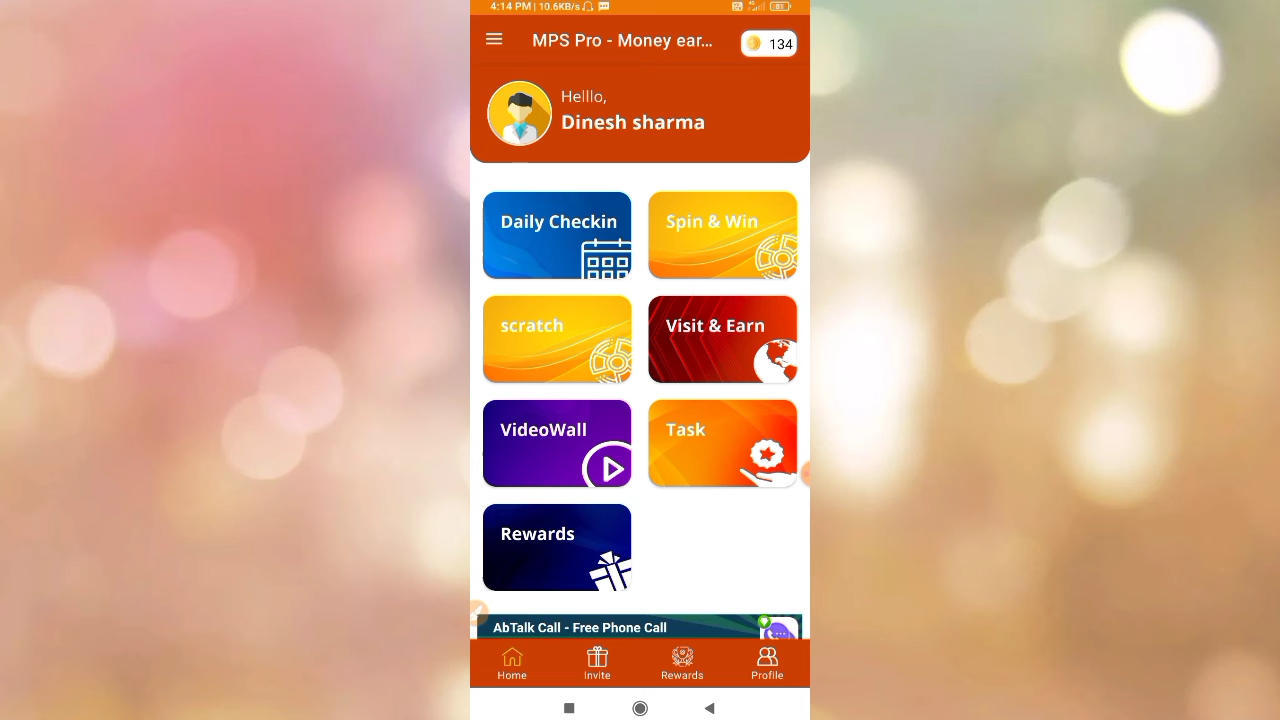 4:14 PM | 10.6KB/s
MPS Pro - Money ear...
134
Helllo,
Dinesh sharma
Daily Checkin
Spin & Win
scratch
Visit & Earn
VideoWall
Task
Rewards
AbTalk Call - Free Phone Call
Home
Invite
Rewards
Profile